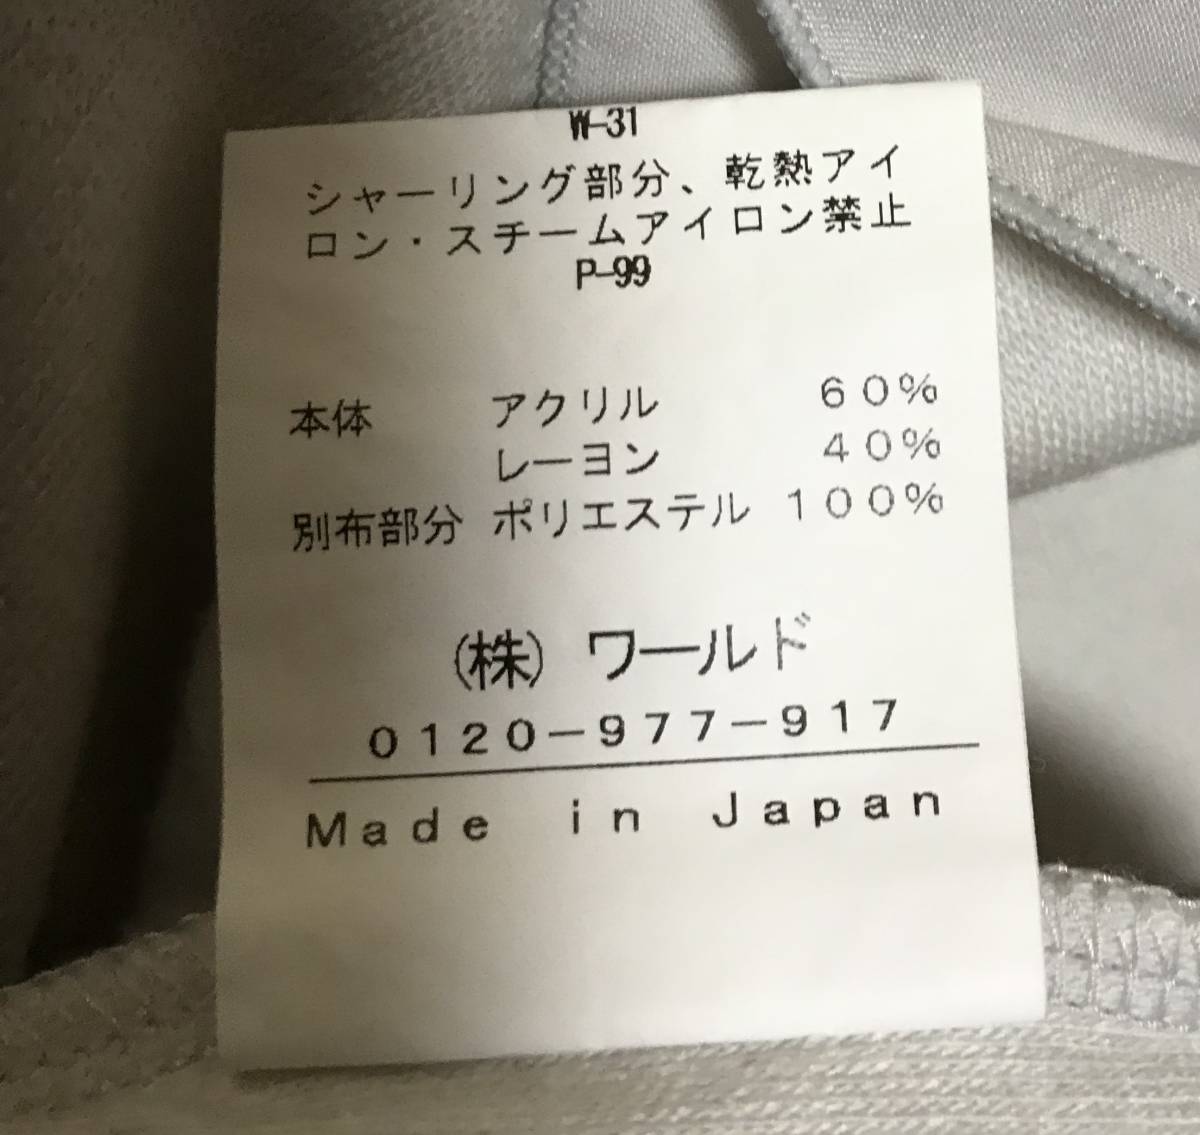 W-31
シャーリング部分、乾熱アイ
ロン・スチームアイロン禁止
P-99
本体 アクリル 60%
レーヨン 40%
別布部分 ポリエステル 100%
(株) ワールド
0120-977-917
Made in Japan